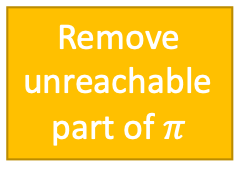 Remove
unreachable
part of 𝜋